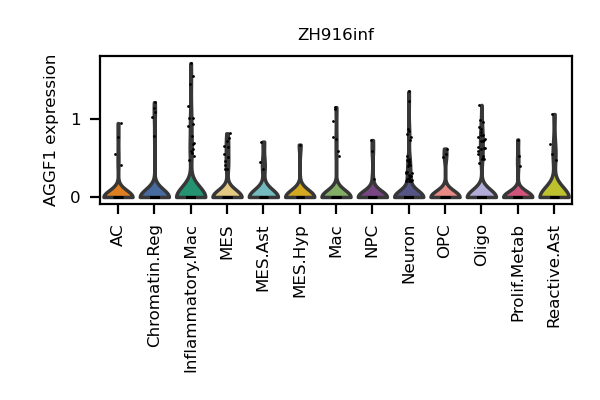 ZH916inf
AGGF1 expression
1
0
AC
Chromatin.Reg
Inflammatory.Mac
MES
MES.Ast
MES.Hyp
Mac
NPC
Neuron
OPC
Oligo
Prolif.Metab
Reactive.Ast